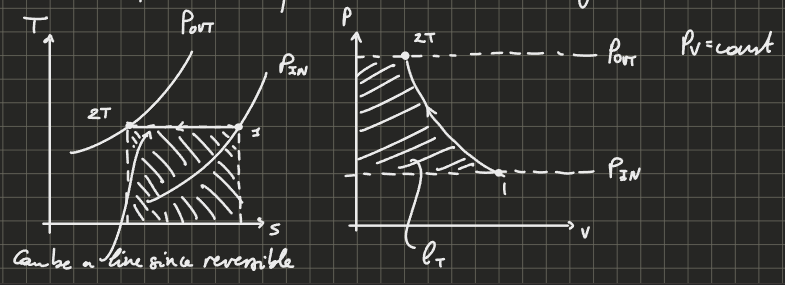 T
P_OUT
P_IN
2T
1
S
Can be a line since reversible
P
2T
P_OUT
PV = const
P_IN
1
V
l_T